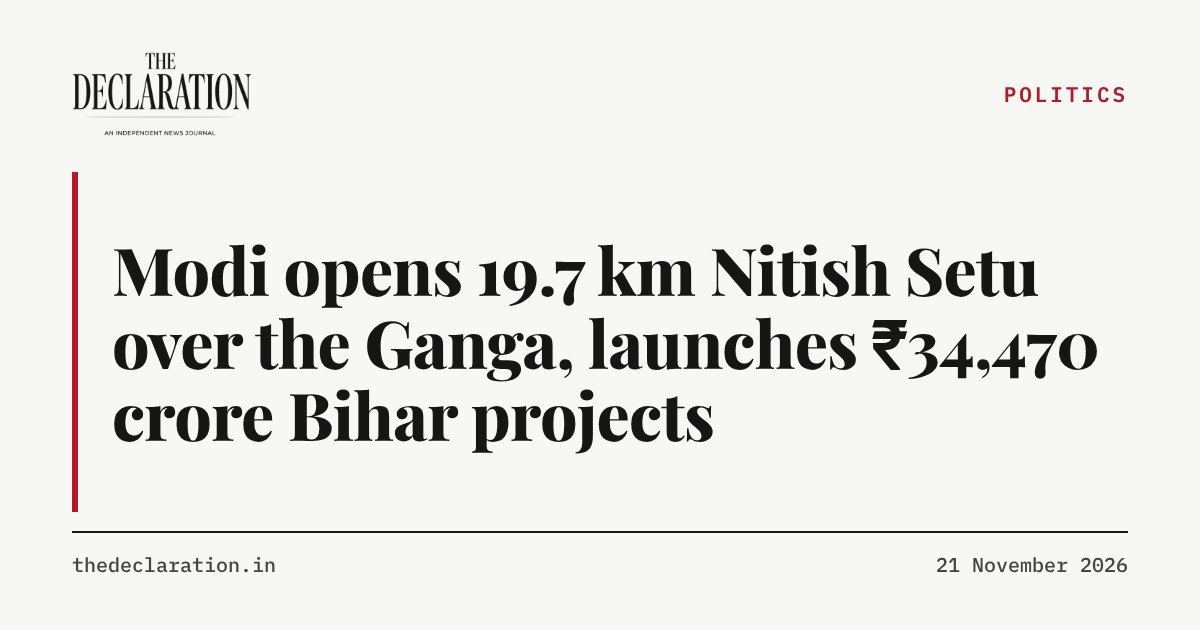 THE
DECLARATION
AN INDEPENDENT NEWS JOURNAL
POLITICS
Modi opens 19.7 km Nitish Setu
over the Ganga, launches ₹34,470
crore Bihar projects
thedeclaration.in
21 November 2026